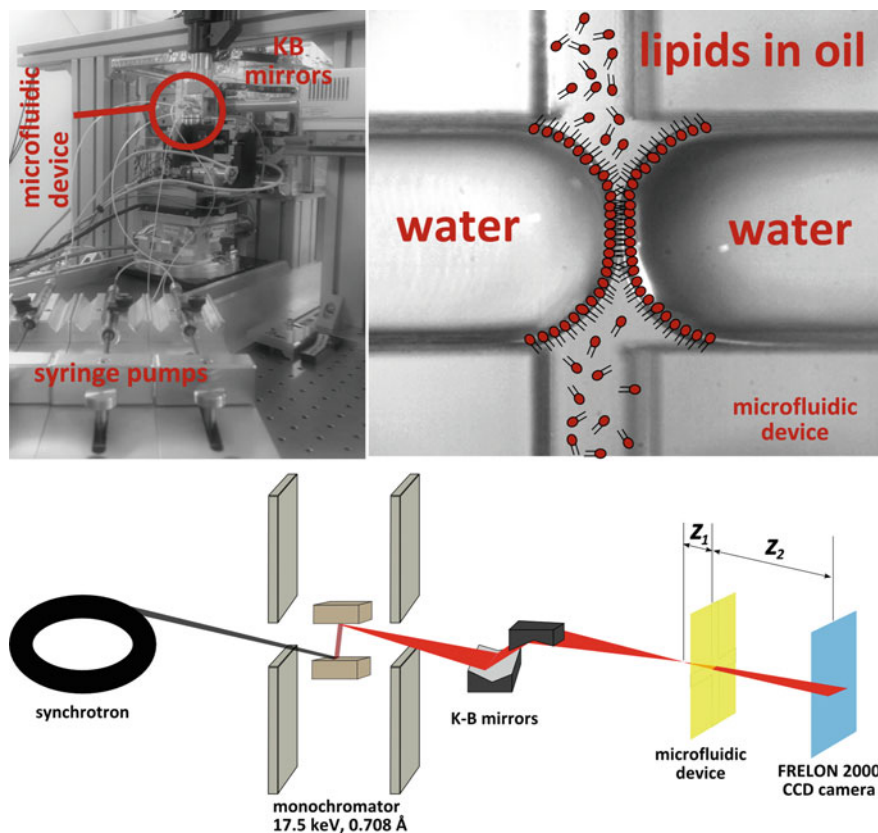 KB
mirrors
microfluidic
device
syringe pumps
lipids in oil
water
water
microfluidic
device
z1
z2
synchrotron
monochromator
17.5 keV, 0.708 Å
K-B mirrors
microfluidic
device
FRELON 2000
CCD camera